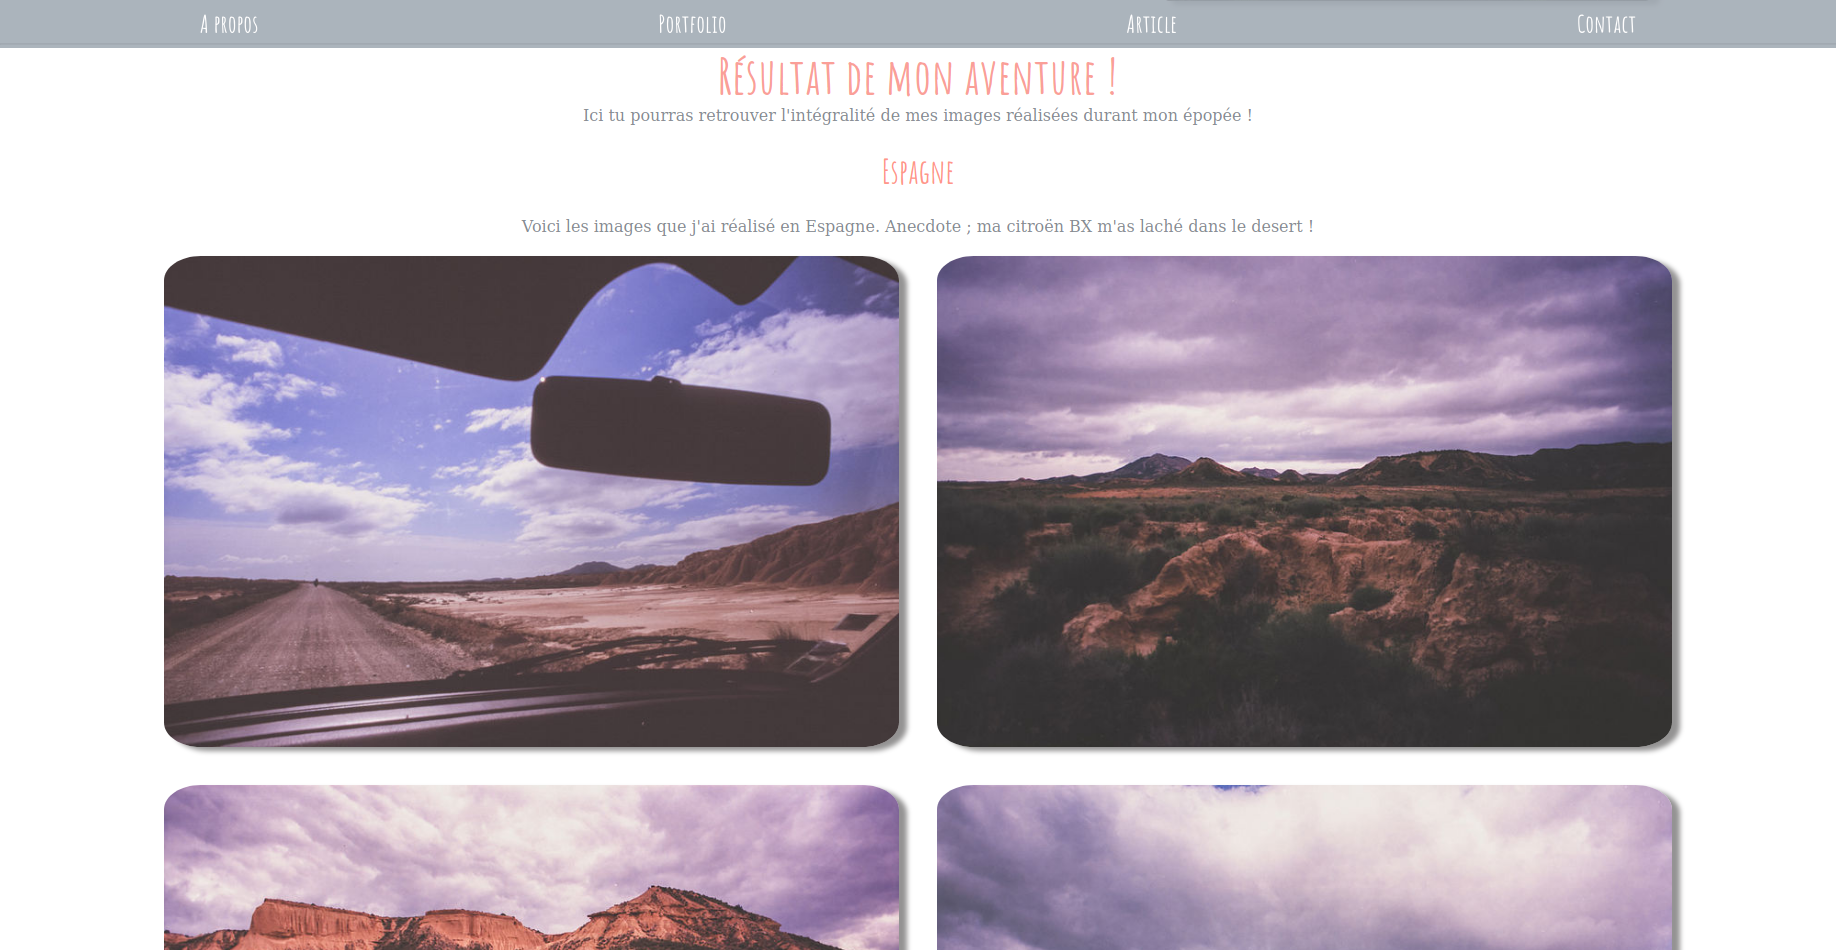 A propos
Portfolio
Article
Contact
Résultat de mon aventure !
Ici tu pourras retrouver l'intégralité de mes images réalisées durant mon épopée !
Espagne
Voici les images que j'ai réalisé en Espagne. Anecdote ; ma citroën BX m'as laché dans le desert !